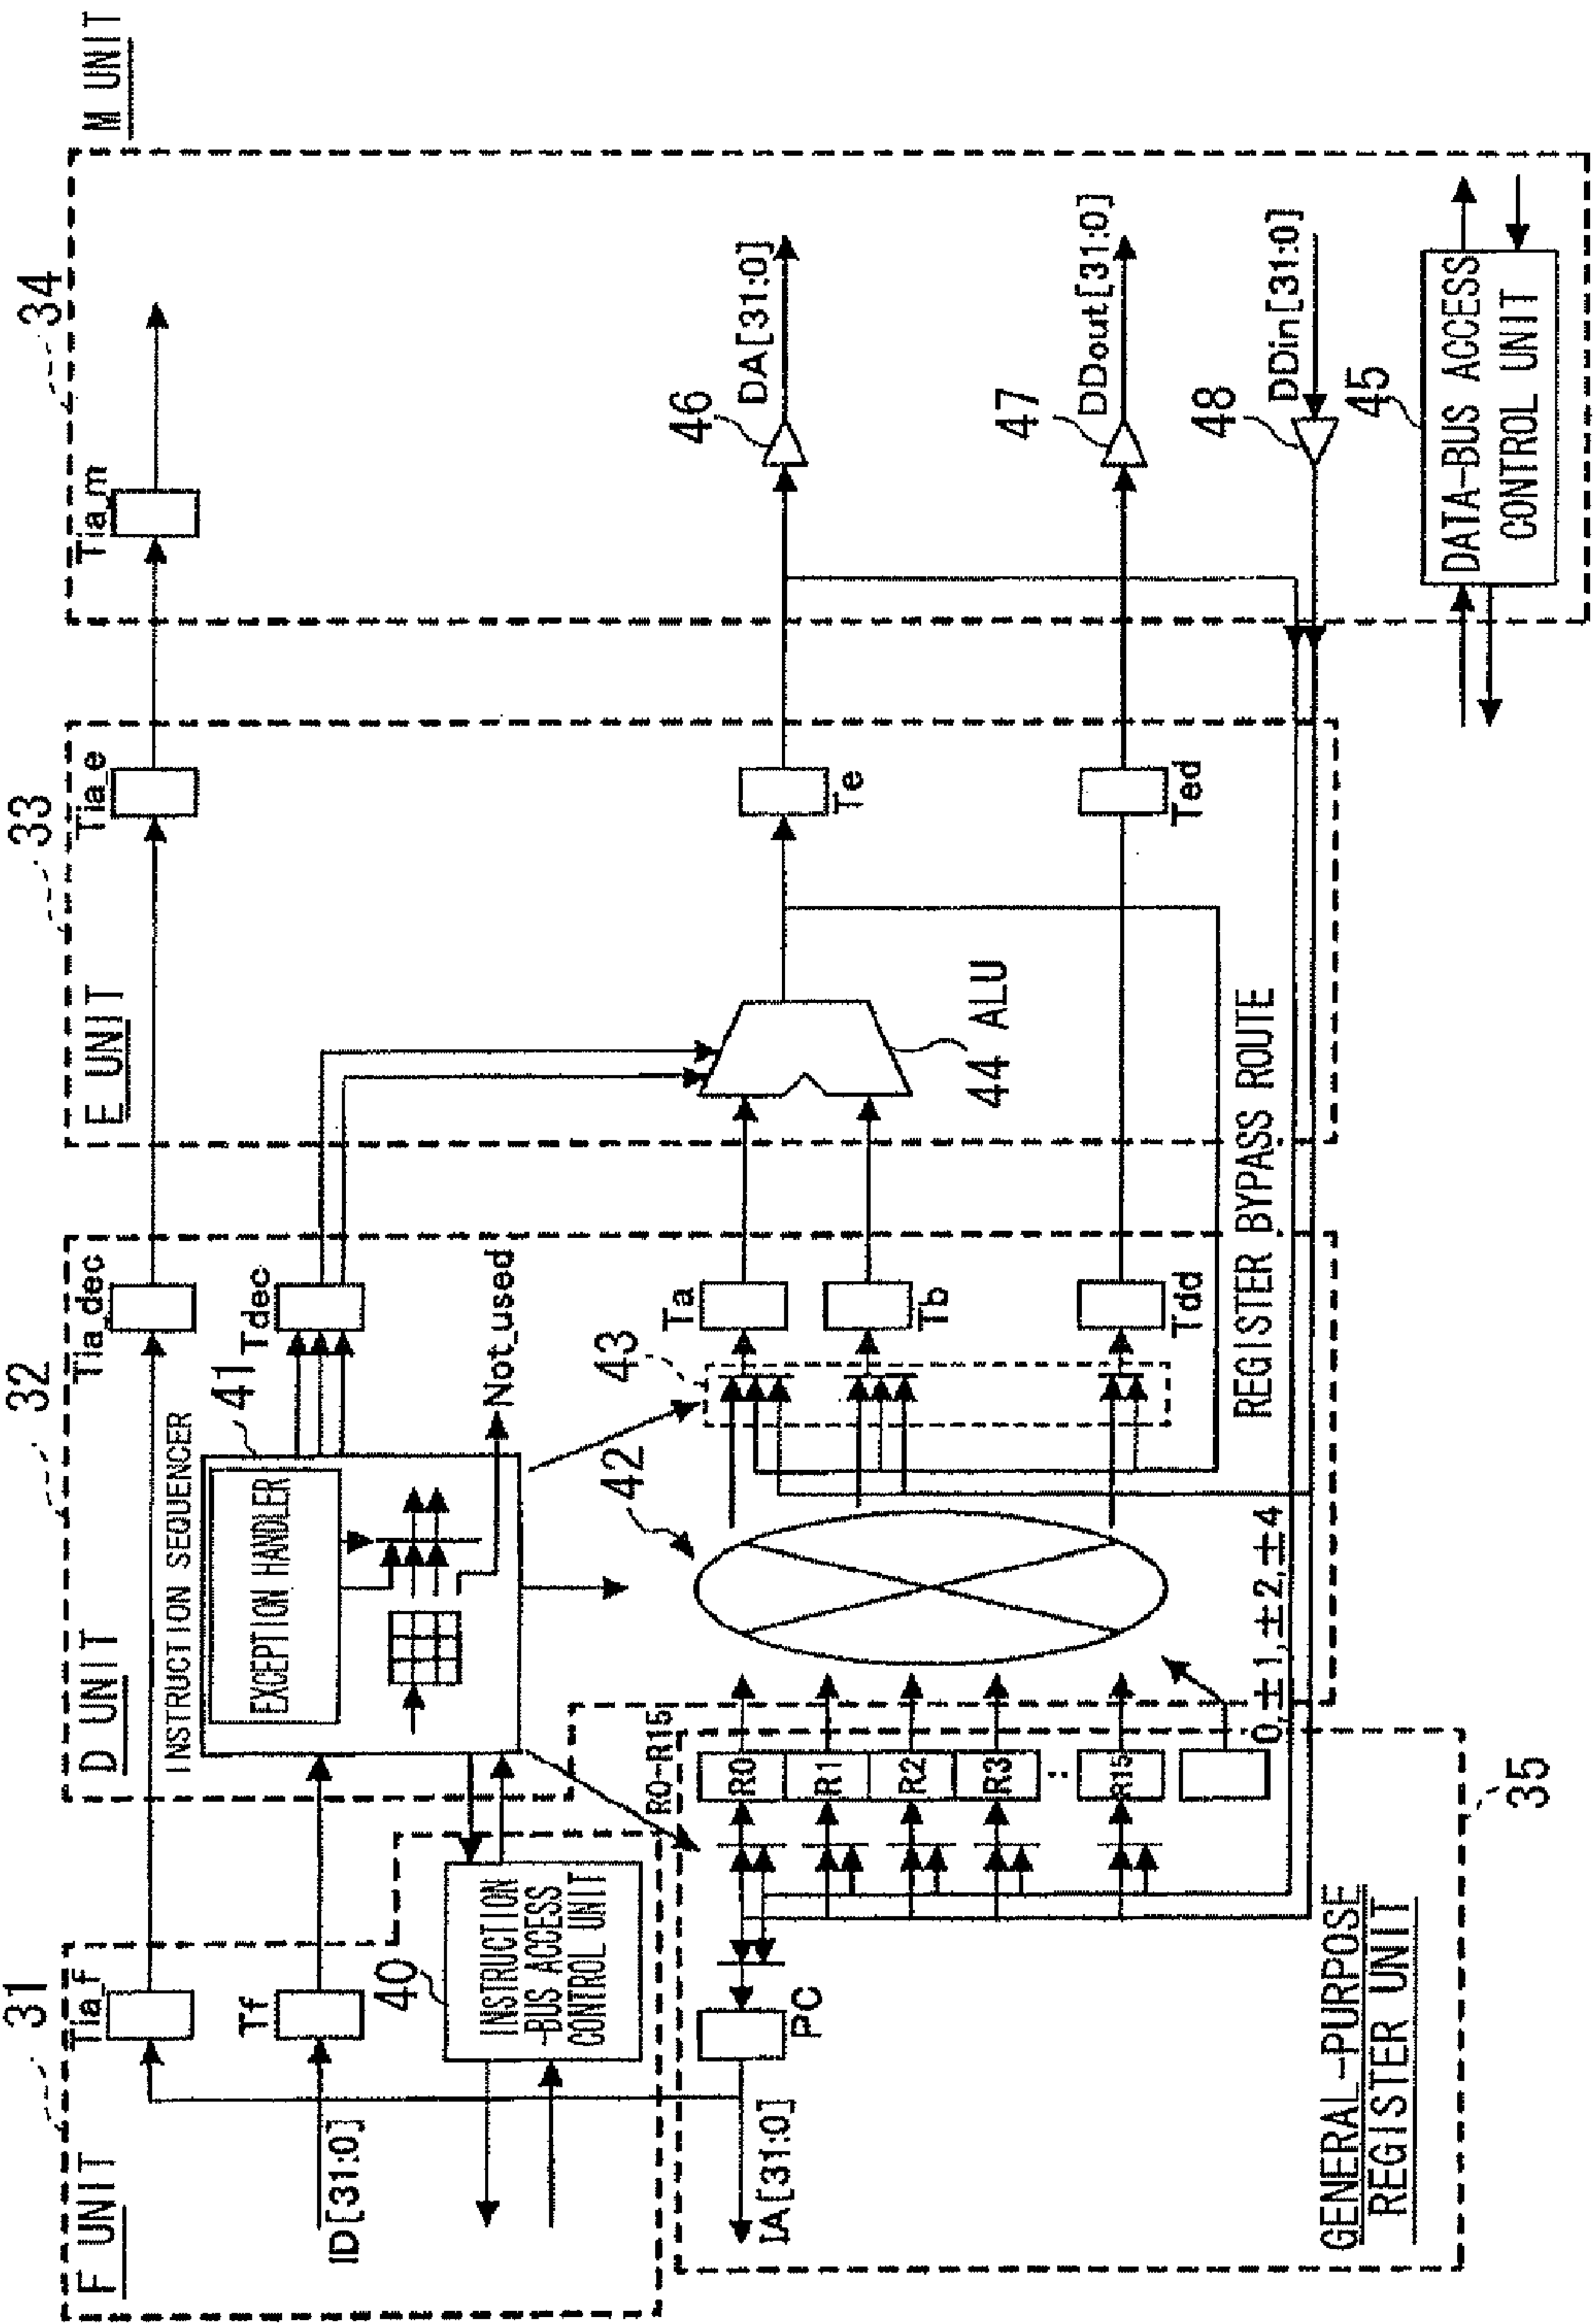 31
F UNIT
Tia_f
Tf
ID[31:0]
40
INSTRUCTION
-BUS ACCESS
CONTROL UNIT
IA[31:0]
PC
32
D UNIT
INSTRUCTION SEQUENCER
41
EXCEPTION HANDLER
Not_used
Tia_dec
Tdec
42
43
Ta
Tb
Tdd
R0-R15
R0
R1
R2
R3
R15
0,±1,±2,±4
GENERAL-PURPOSE
REGISTER UNIT
35
33
E UNIT
Tia_e
44 ALU
Te
Ted
REGISTER BYPASS ROUTE
34
M UNIT
Tia_m
46
DA[31:0]
47
DDout[31:0]
48
DDin[31:0]
45
DATA-BUS ACCESS
CONTROL UNIT